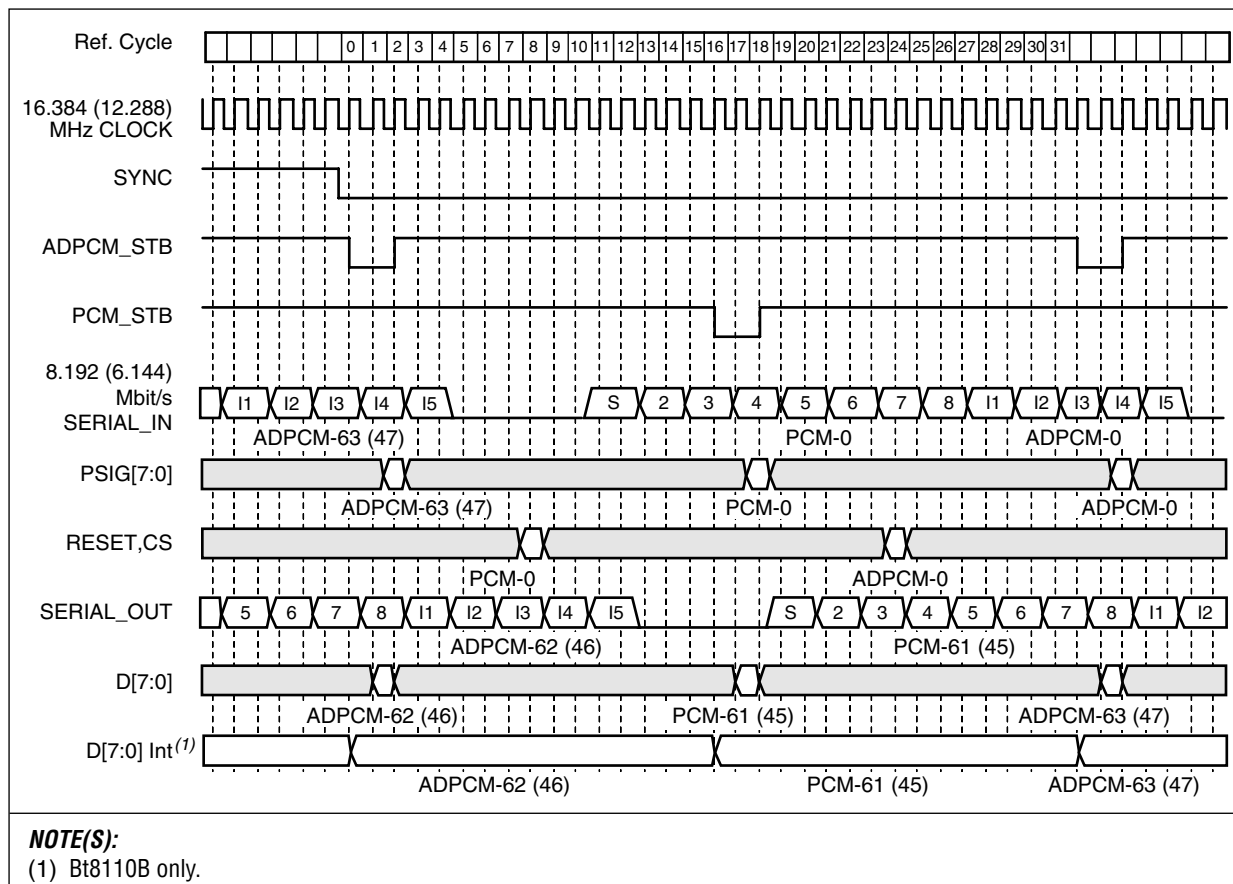 Ref. Cycle 0 1 2 3 4 5 6 7 8 9 10 11 12 13 14 15 16 17 18 19 20 21 22 23 24 25 26 27 28 29 30 31
16.384 (12.288)
MHz CLOCK
SYNC
ADPCM_STB
PCM_STB
8.192 (6.144)
Mbit/s
SERIAL_IN
I1 I2 I3 I4 I5 S 2 3 4 5 6 7 8 I1 I2 I3 I4 I5
ADPCM-63 (47) PCM-0 ADPCM-0
PSIG[7:0]
ADPCM-63 (47) PCM-0 ADPCM-0
RESET,CS
PCM-0 ADPCM-0
SERIAL_OUT 5 6 7 8 I1 I2 I3 I4 I5 S 2 3 4 5 6 7 8 I1 I2
ADPCM-62 (46) PCM-61 (45)
D[7:0]
ADPCM-62 (46) PCM-61 (45) ADPCM-63 (47)
D[7:0] Int (1)
ADPCM-62 (46) PCM-61 (45) ADPCM-63 (47)
NOTE(S):
(1) Bt8110B only.